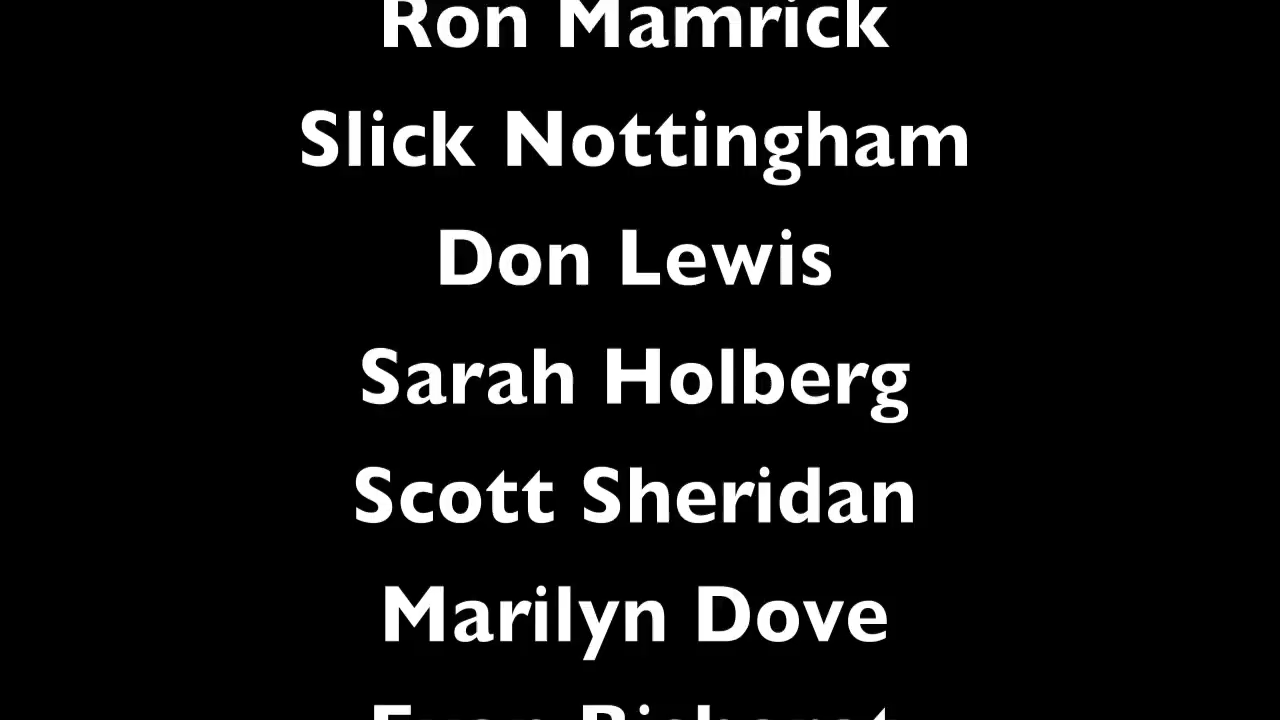 Ron Mamrick
Slick Nottingham
Don Lewis
Sarah Holberg
Scott Sheridan
Marilyn Dove